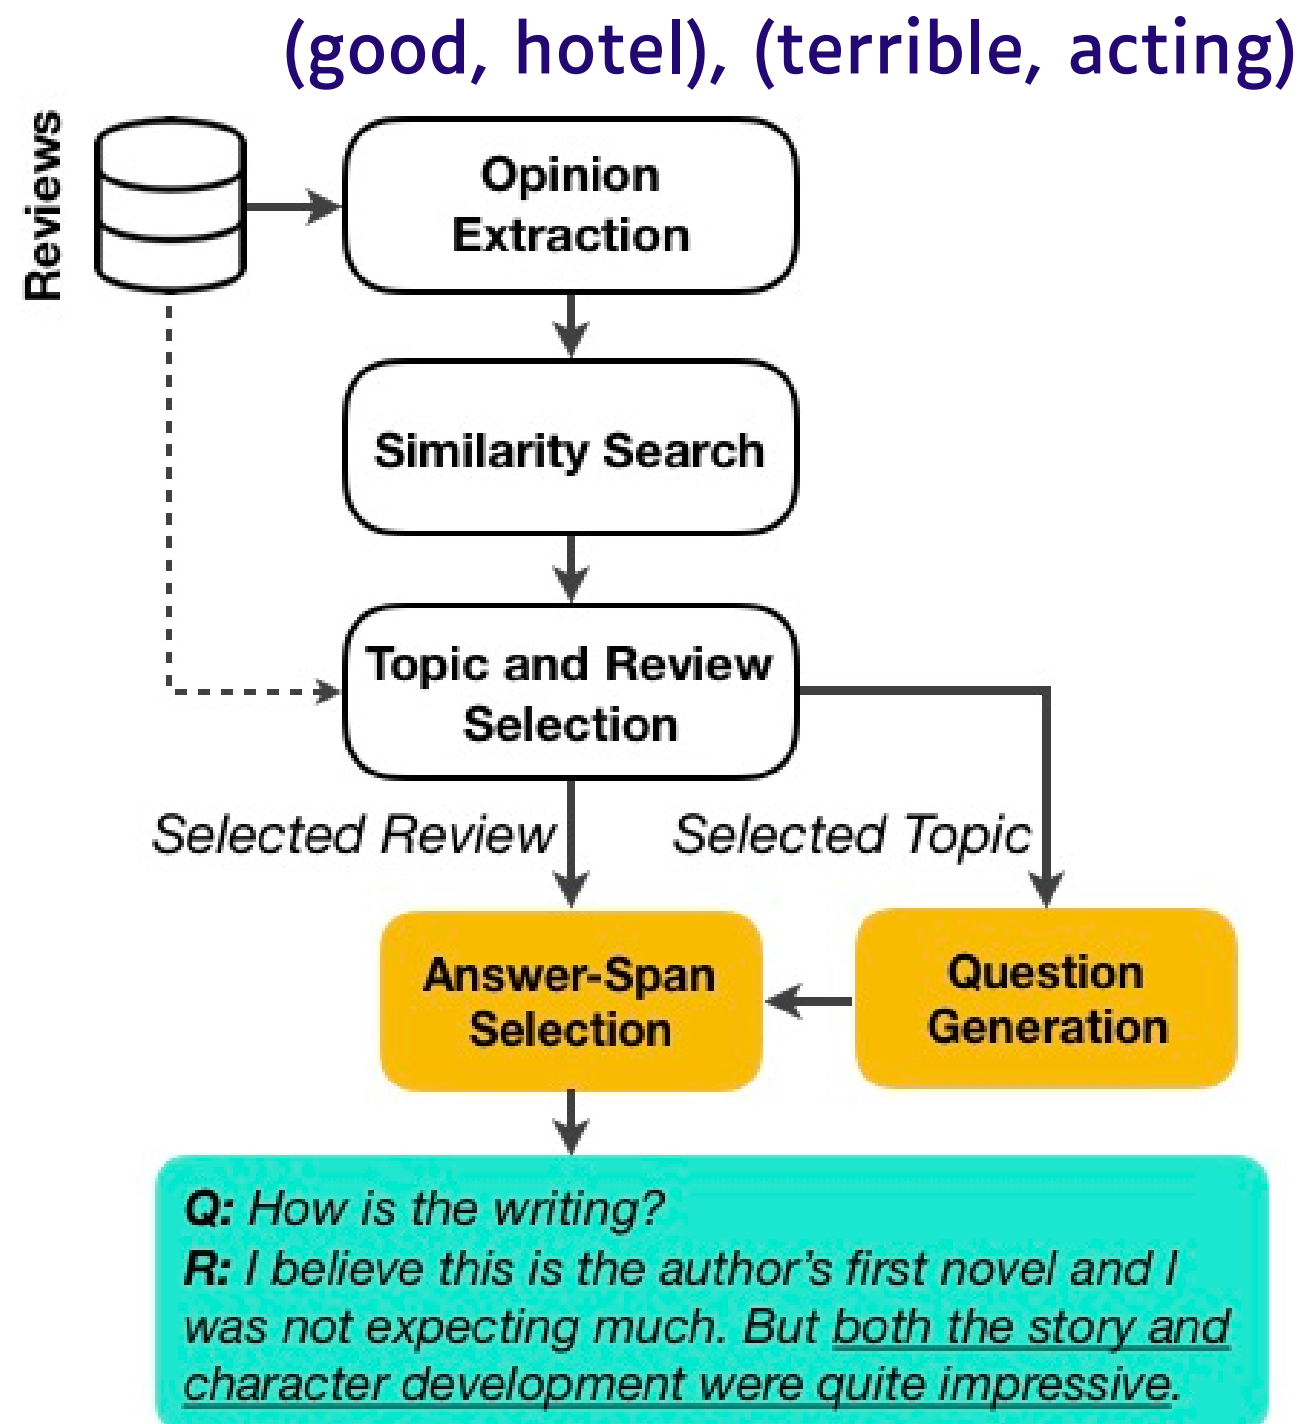 (good, hotel), (terrible, acting)
Reviews
Opinion
Extraction
Similarity Search
Topic and Review
Selection
Selected Review
Selected Topic
Answer-Span
Selection
Question
Generation
Q: How is the writing?
R: I believe this is the author's first novel and I
was not expecting much. But both the story and
character development were quite impressive.